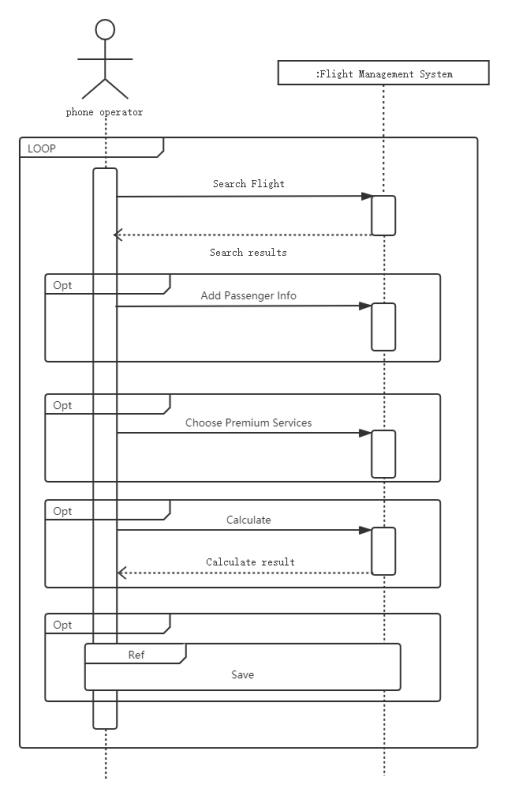 :Flight Management System
phone operator
LOOP
Search Flight
Search results
Opt
Add Passenger Info
Opt
Choose Premium Services
Opt
Calculate
Calculate result
Opt
Ref
Save